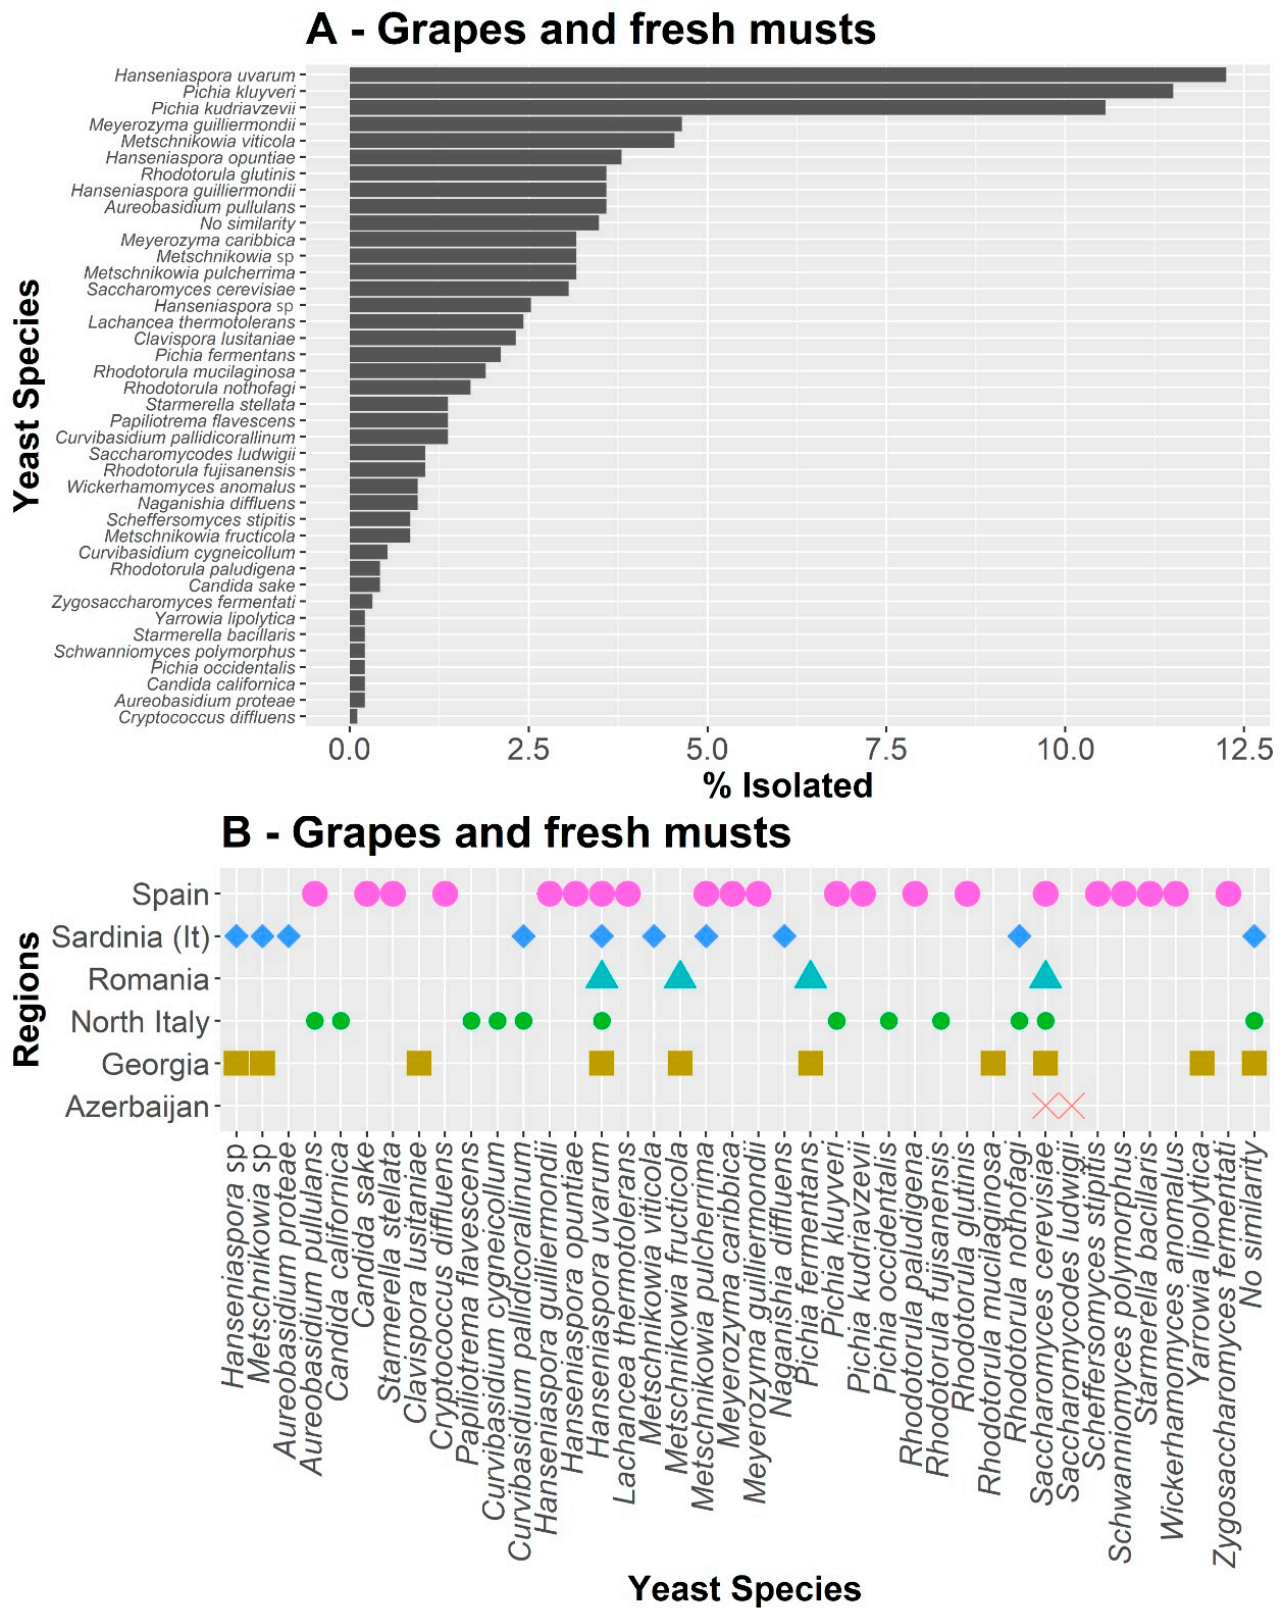 A - Grapes and fresh musts
Yeast Species
Hanseniaspora uvarum
Pichia kluyveri
Pichia kudriavzevii
Meyerozyma guilliermondii
Metschnikowia viticola
Hanseniaspora opuntiae
Rhodotorula glutinis
Hanseniaspora guilliermondii
Aureobasidium pullulans
No similarity
Meyerozyma caribbica
Metschnikowia sp
Metschnikowia pulcherrima
Saccharomyces cerevisiae
Hanseniaspora sp
Lachancea thermotolerans
Clavispora lusitaniae
Pichia fermentans
Rhodotorula mucilaginosa
Rhodotorula nothofagi
Starmerella stellata
Papiliotrema flavescens
Curvibasidium pallidicorallinum
Saccharomycodes ludwigii
Rhodotorula fujisanensis
Wickerhamomyces anomalus
Naganishia diffluens
Scheffersomyces stipitis
Metschnikowia fructicola
Curvibasidium cygneicollum
Rhodotorula paludigena
Candida sake
Zygosaccharomyces fermentati
Yarrowia lipolytica
Starmerella bacillaris
Schwanniomyces polymorphus
Pichia occidentalis
Candida californica
Aureobasidium proteae
Cryptococcus diffluens
0.0 2.5 5.0 7.5 10.0 12.5
% Isolated
B - Grapes and fresh musts
Regions
Spain
Sardinia (It)
Romania
North Italy
Georgia
Azerbaijan
Hanseniaspora sp
Metschnikowia sp
Aureobasidium proteae
Aureobasidium pullulans
Candida californica
Candida sake
Starmerella stellata
Clavispora lusitaniae
Cryptococcus diffluens
Papiliotrema flavescens
Curvibasidium cygneicollum
Curvibasidium pallidicorallinum
Hanseniaspora guilliermondii
Hanseniaspora opuntiae
Hanseniaspora uvarum
Lachancea thermotolerans
Metschnikowia viticola
Metschnikowia fructicola
Metschnikowia pulcherrima
Meyerozyma caribbica
Meyerozyma guilliermondii
Naganishia diffluens
Pichia fermentans
Pichia kluyveri
Pichia kudriavzevii
Pichia occidentalis
Rhodotorula paludigena
Rhodotorula fujisanensis
Rhodotorula glutinis
Rhodotorula mucilaginosa
Rhodotorula nothofagi
Saccharomyces cerevisiae
Saccharomycodes ludwigii
Scheffersomyces stipitis
Schwanniomyces polymorphus
Starmerella bacillaris
Wickerhamomyces anomalus
Yarrowia lipolytica
Zygosaccharomyces fermentati
No similarity
Yeast Species